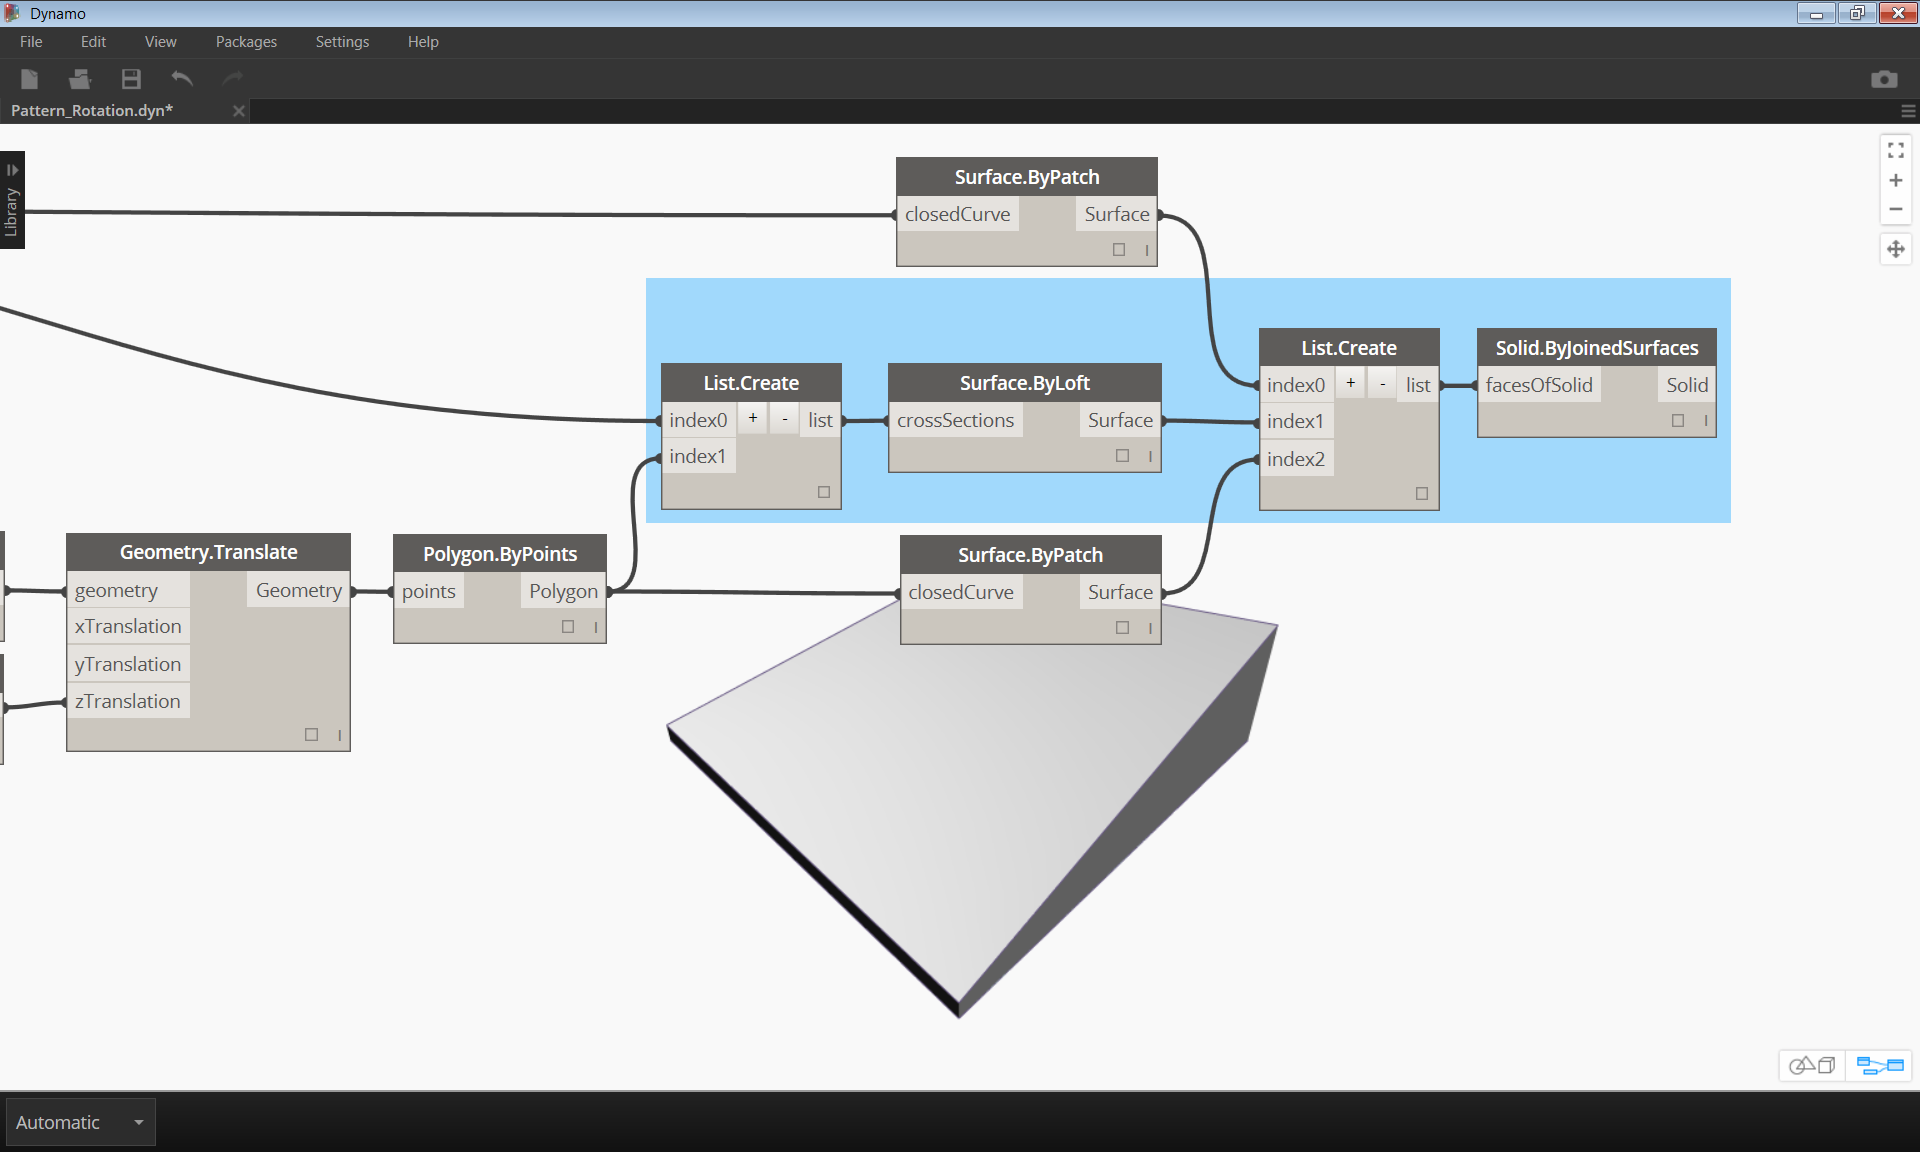 Dynamo
File Edit View Packages Settings Help
Pattern_Rotation.dyn*
Library
Surface.ByPatch
closedCurve Surface
List.Create
index0 + - list
index1
Surface.ByLoft
crossSections Surface
List.Create
index0 + - list
index1
index2
Solid.ByJoinedSurfaces
facesOfSolid Solid
Geometry.Translate
geometry Geometry
xTranslation
yTranslation
zTranslation
Polygon.ByPoints
points Polygon
Surface.ByPatch
closedCurve Surface
Automatic